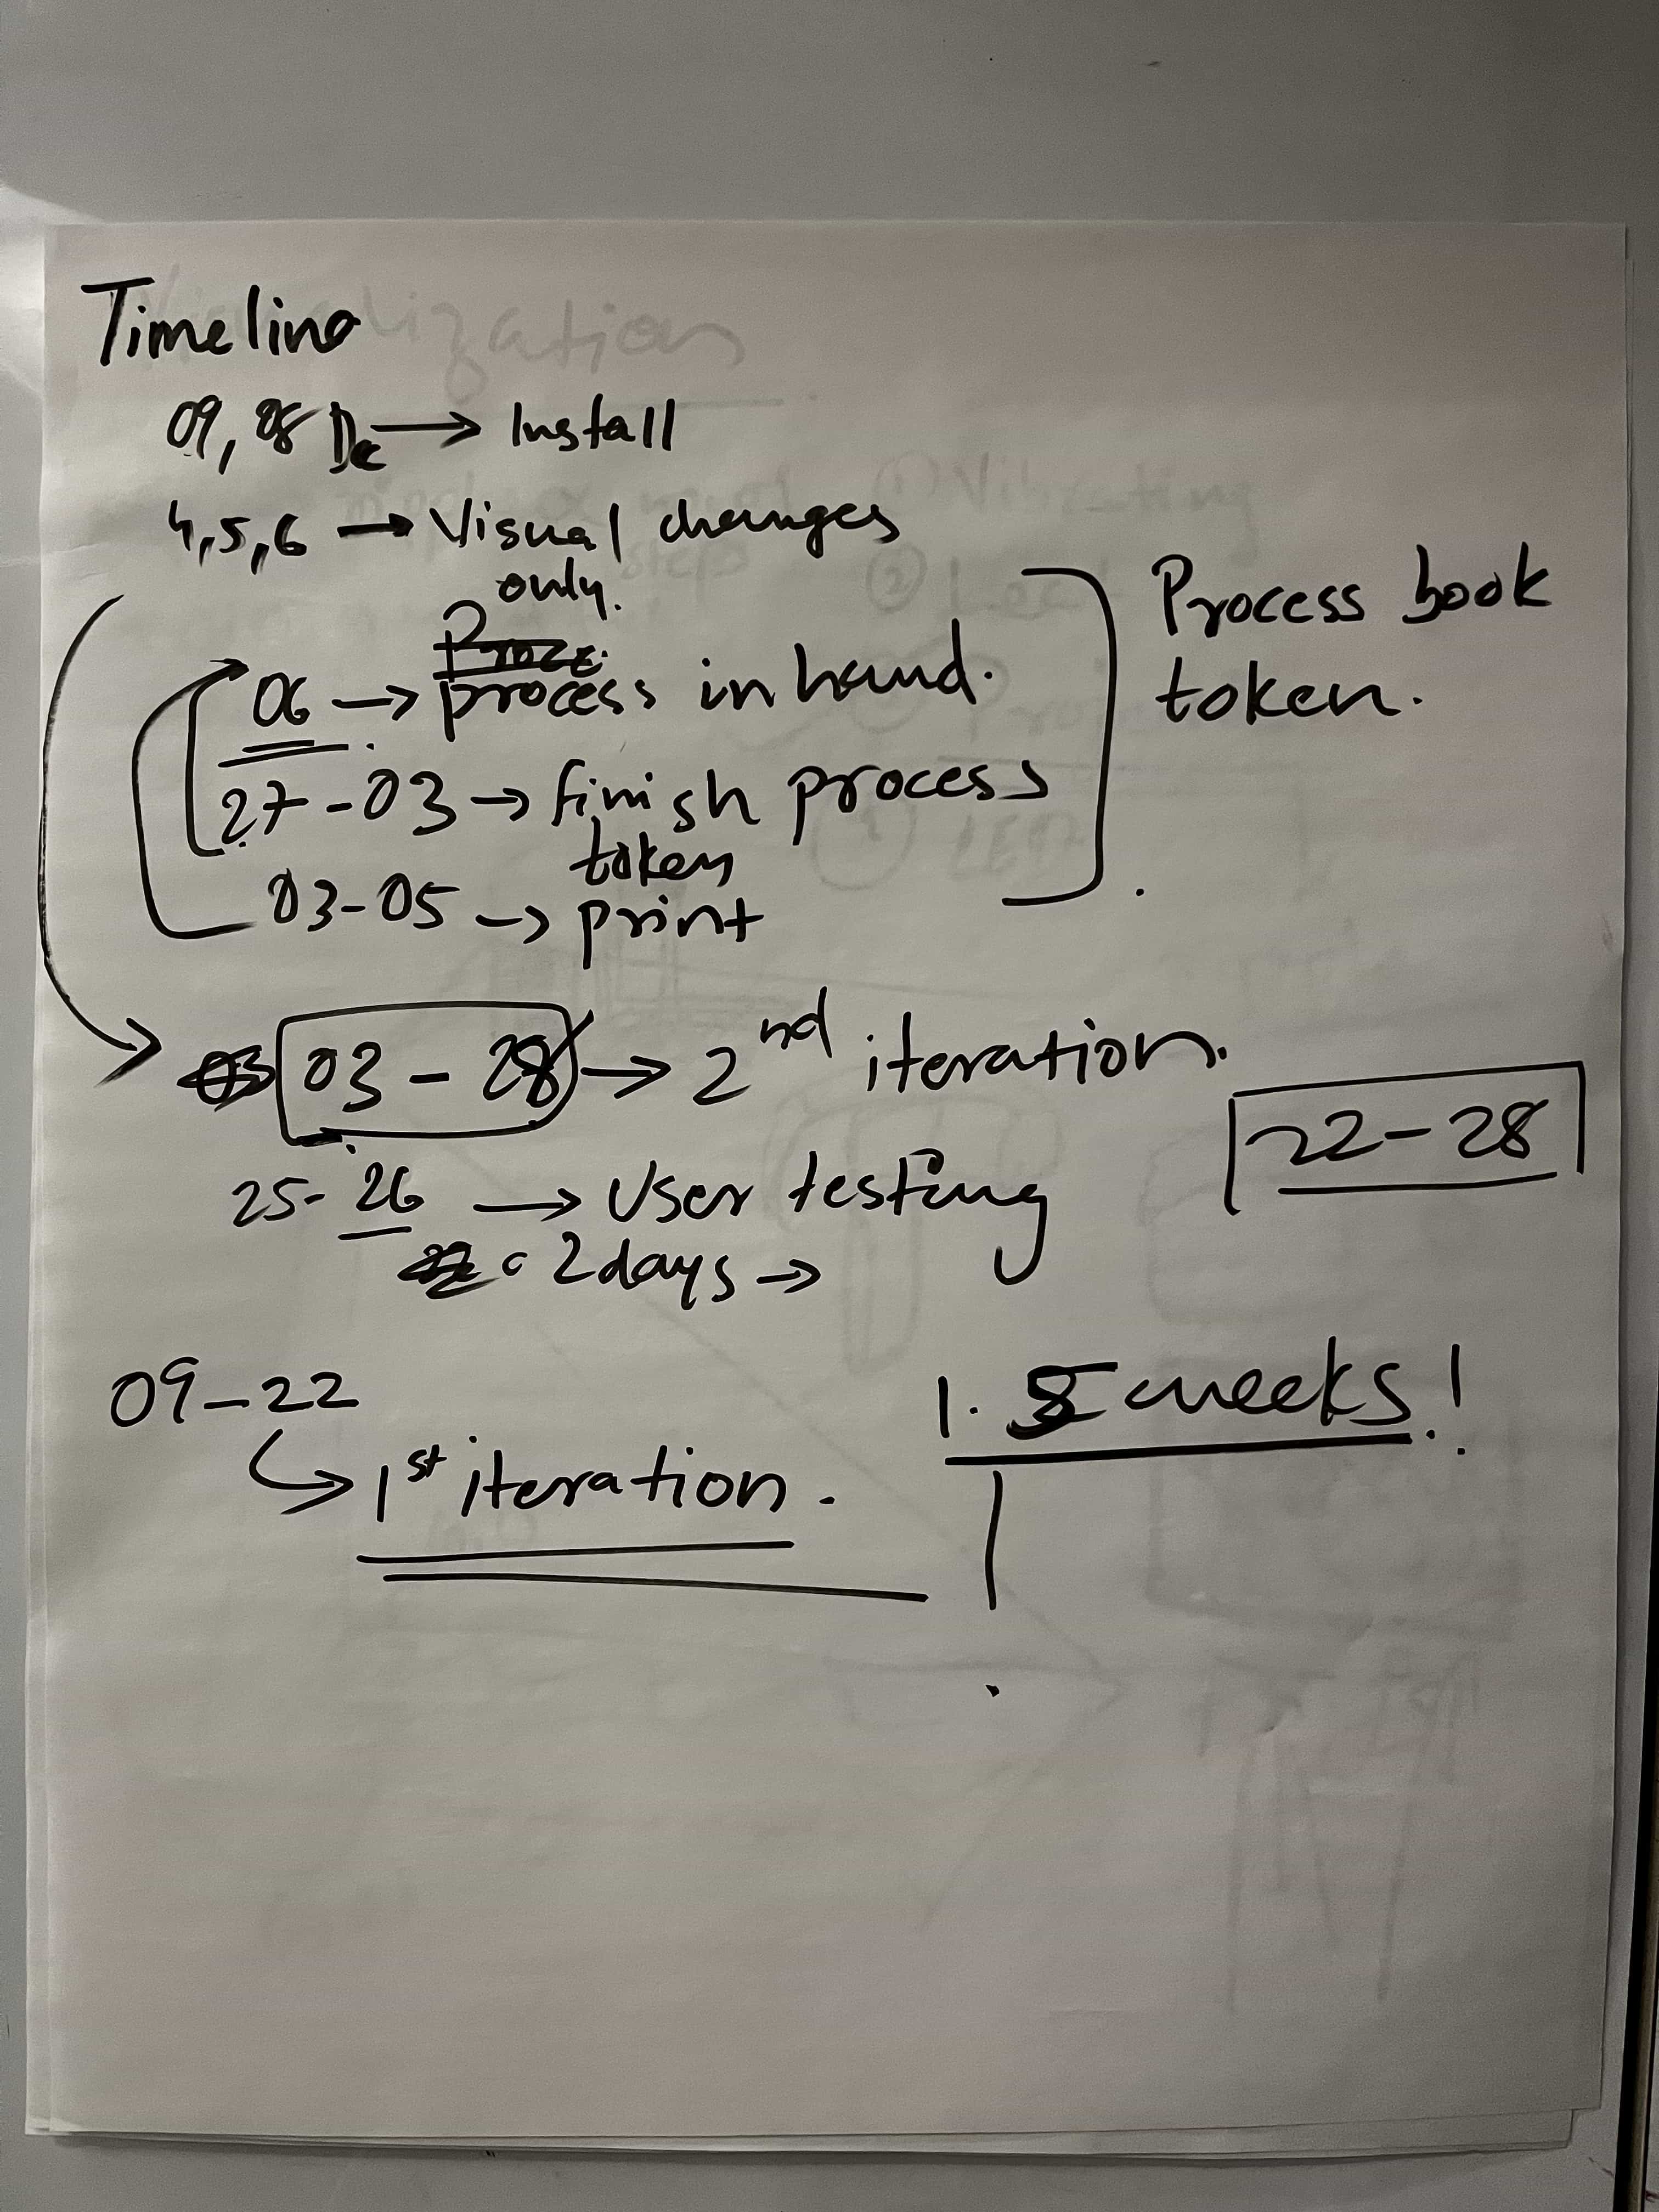 Timeline
09, 08 Dec → Install
4,5,6 → Visual changes
only.
06 → process in hand.
Process book
token.
27-03 → finish process
token
03-05 → print
03 - 28 → 2nd iteration.
22-28
25-26 → User testing
2 days →
09-22
1.5 weeks!
↳ 1st iteration.